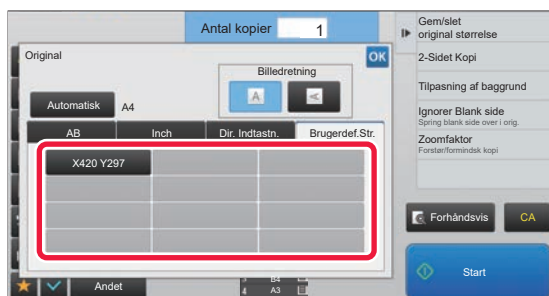 Antal kopier 1
Original
OK
Billedretning
A
A
Automatisk A4
AB
Inch
Dir. Indtastn.
Brugerdef.Str.
X420 Y297
Andet
3 B4
4 A3
Gem/slet
original størrelse
2-Sidet Kopi
Tilpasning af baggrund
Ignorer Blank side
Spring blank side over i orig.
Zoomfaktor
Forstør/formindsk kopi
Forhåndsvis
CA
Start